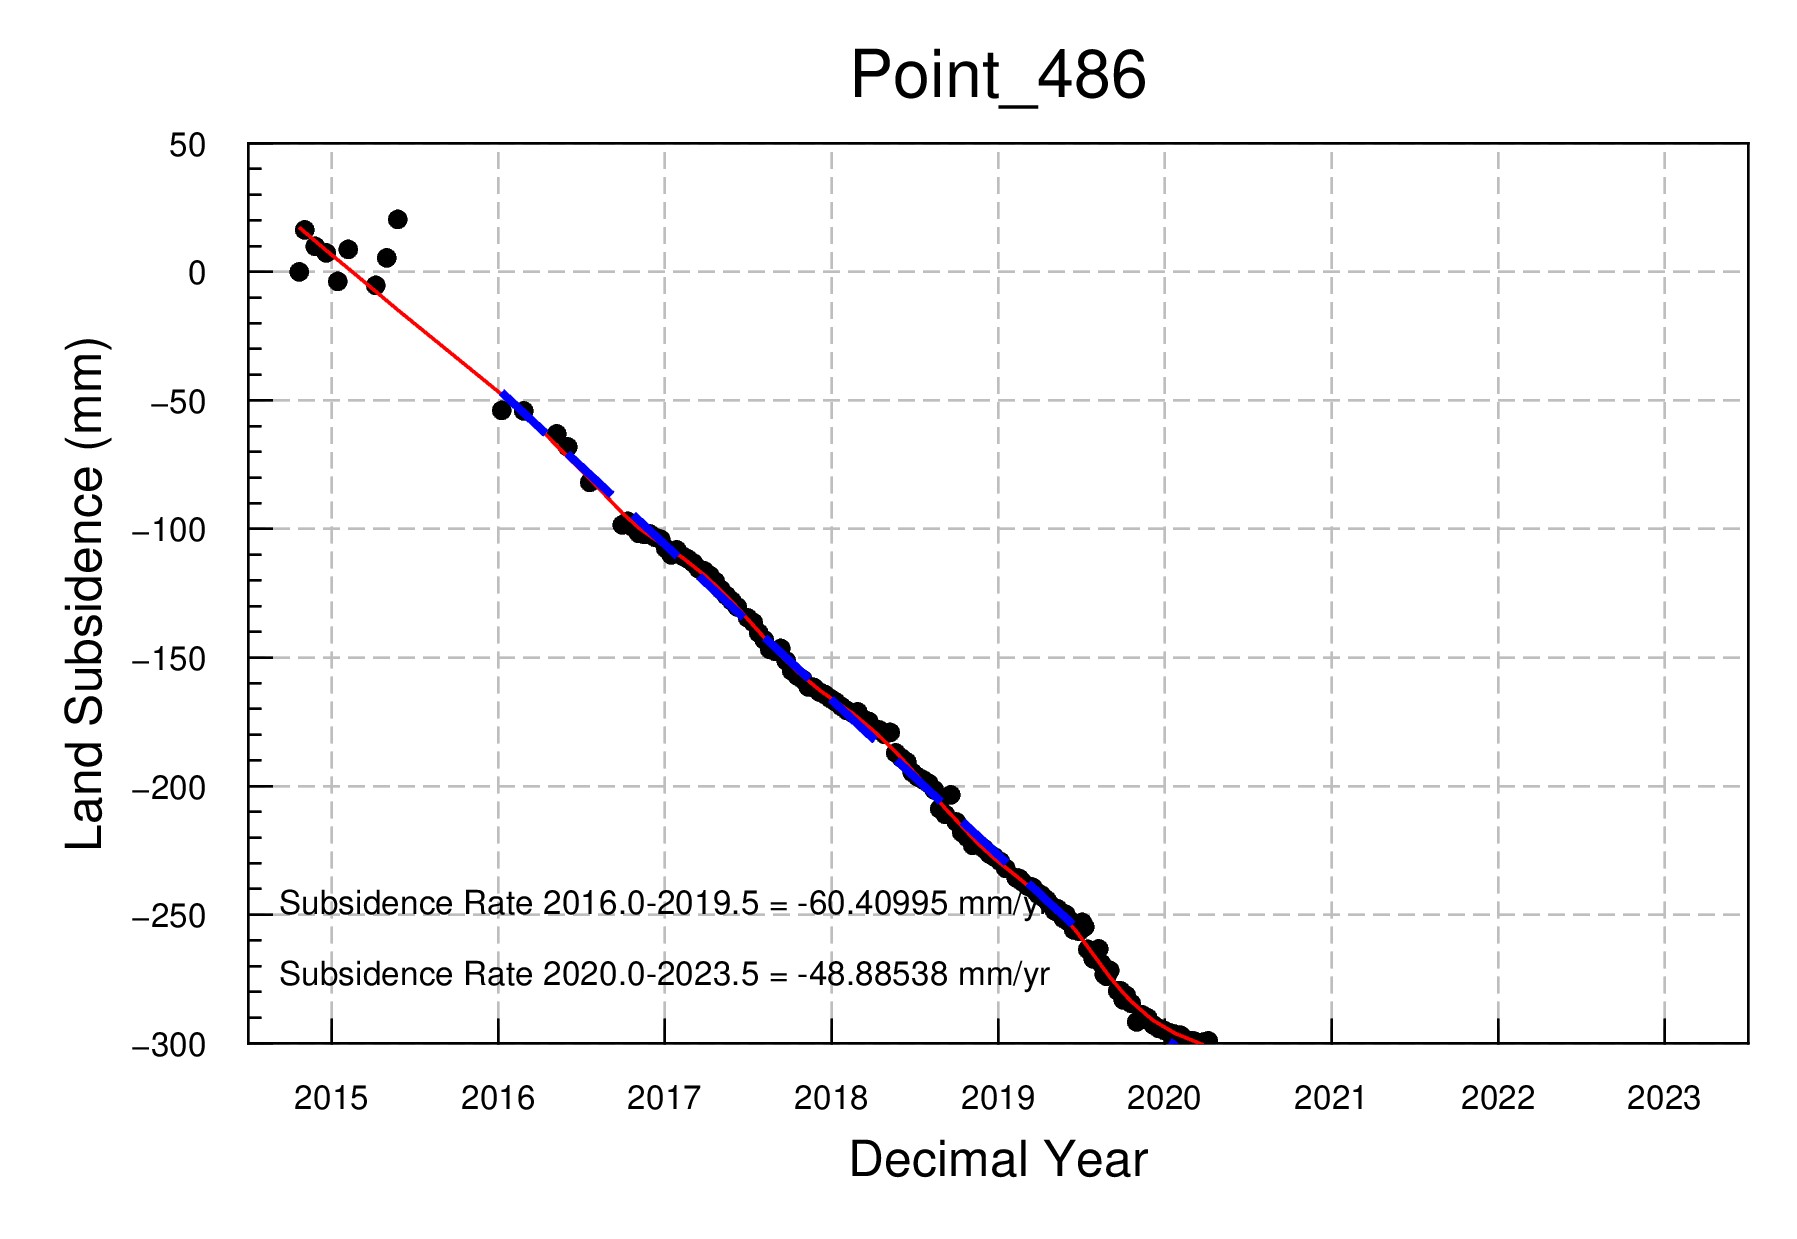 Point_486
50
0
−50
−100
−150
−200
−250
−300
Land Subsidence (mm)
Subsidence Rate 2016.0-2019.5 = -60.40995 mm/yr
Subsidence Rate 2020.0-2023.5 = -48.88538 mm/yr
2015 2016 2017 2018 2019 2020 2021 2022 2023
Decimal Year